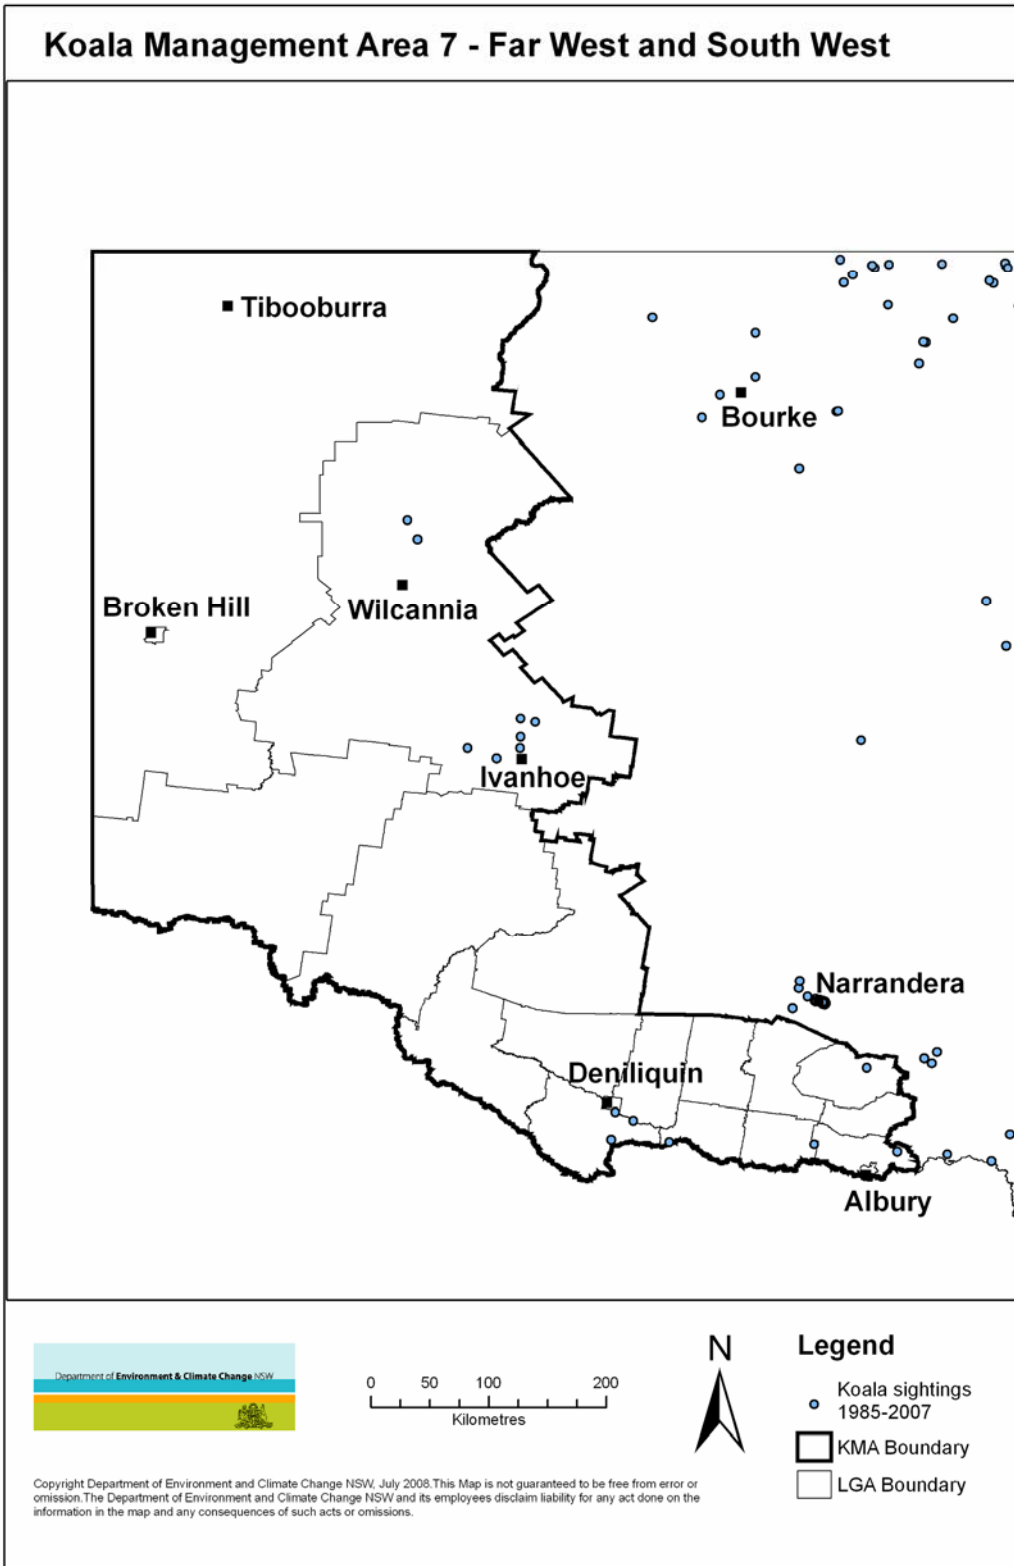 Koala Management Area 7 - Far West and South West
Tibooburra
Bourke
Broken Hill
Wilcannia
Ivanhoe
Narrandera
Deniliquin
Albury
Department of Environment & Climate Change NSW
0 50 100 200
Kilometres
N
Legend
Koala sightings
1985-2007
KMA Boundary
LGA Boundary
Copyright Department of Environment and Climate Change NSW, July 2008.This Map is not guaranteed to be free from error or
omission.The Department of Environment and Climate Change NSW and its employees disclaim liability for any act done on the
information in the map and any consequences of such acts or omissions.